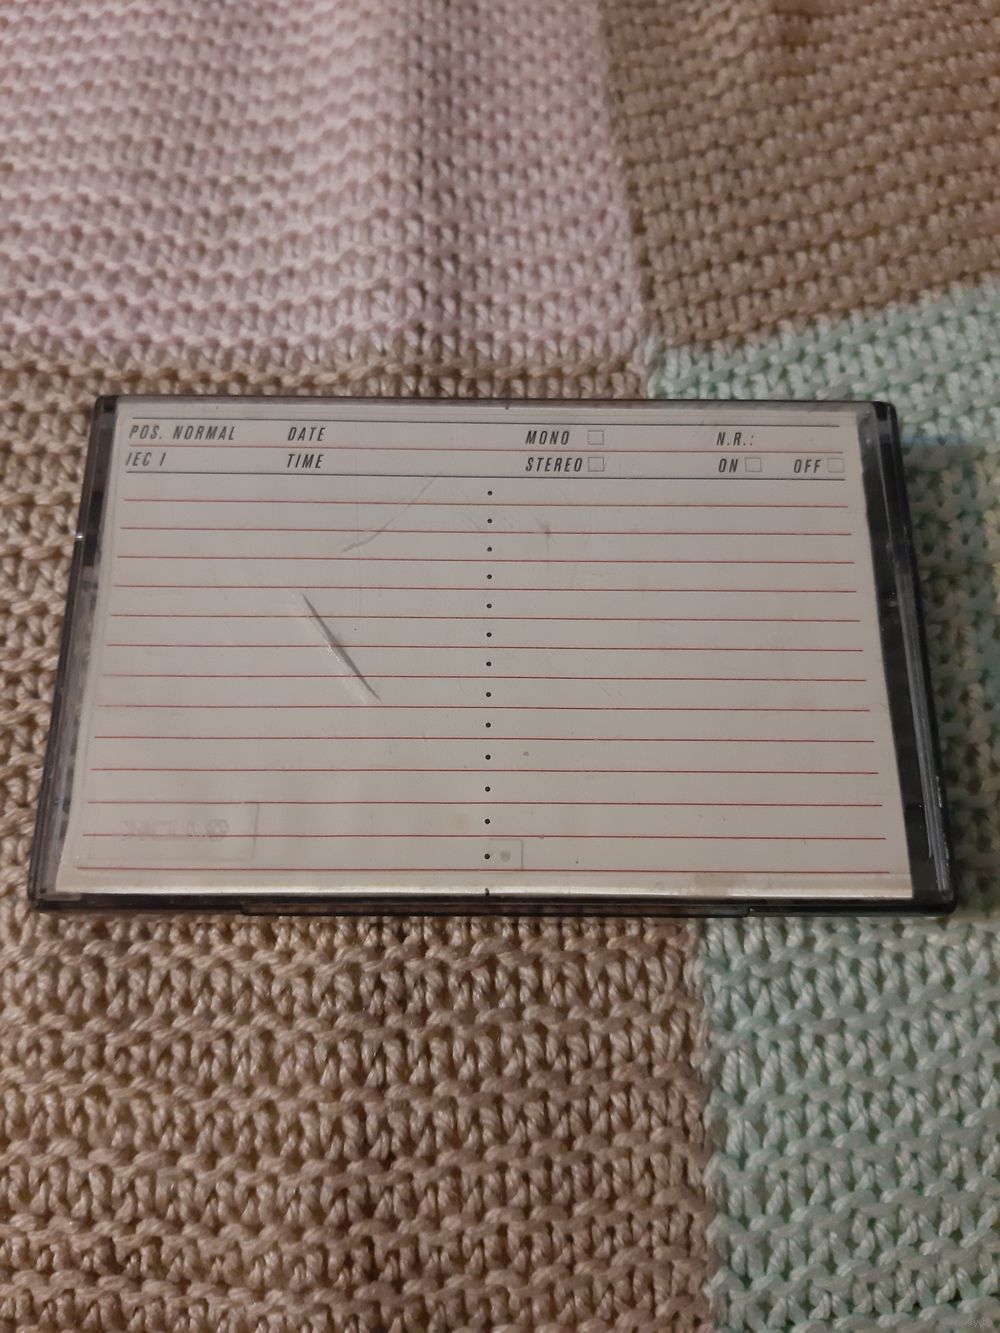 POS. NORMAL DATE MONO N.R.:
IEC I TIME STEREO ON OFF